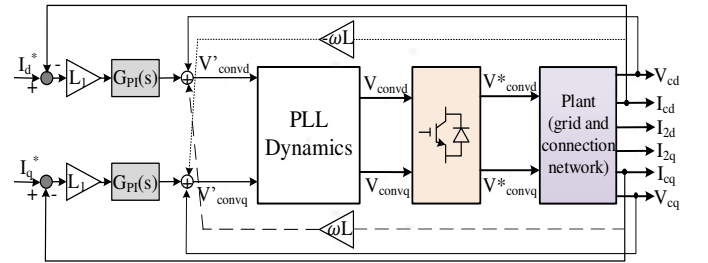 -ωL
I_d*
-
+
L_1
G_PI(s)
V'_convd
PLL
Dynamics
V_convd
V*_convd
Plant
(grid and
connection
network)
V_cd
I_cd
I_2d
I_2q
I_cq
V_cq
I_q*
+
-
L_1
G_PI(s)
V'_convq
V_convq
V*_convq
ωL